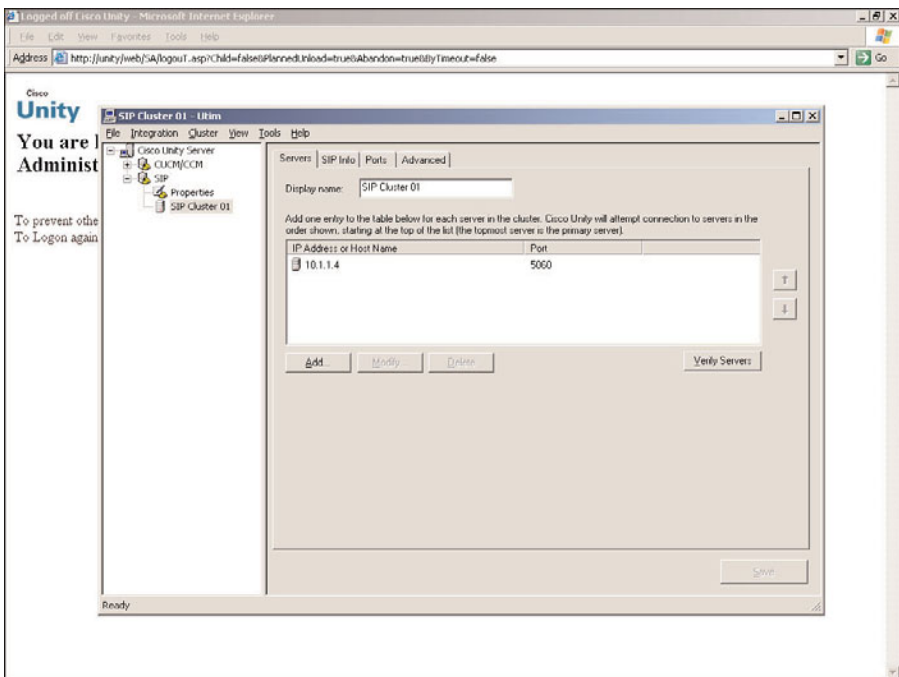 Logged off Cisco Unity - Microsoft Internet Explorer
File Edit View Favorites Tools Help
Address http://unity/web/SA/logouT.asp?Child=false&PlannedUnload=true&Abandon=true&ByTimeout=false Go
Cisco
Unity
You are l
Administ
To prevent othe
To Logon again
SIP Cluster 01 - Utim
File Integration Cluster View Tools Help
Cisco Unity Server
CUCM/CCM
SIP
Properties
SIP Cluster 01
Servers SIP Info Ports Advanced
Display name: SIP Cluster 01
Add one entry to the table below for each server in the cluster. Cisco Unity will attempt connection to servers in the
order shown, starting at the top of the list (the topmost server is the primary server).
IP Address or Host Name Port
10.1.1.4 5060
Add... Modify... Delete Verify Servers
Save
Ready